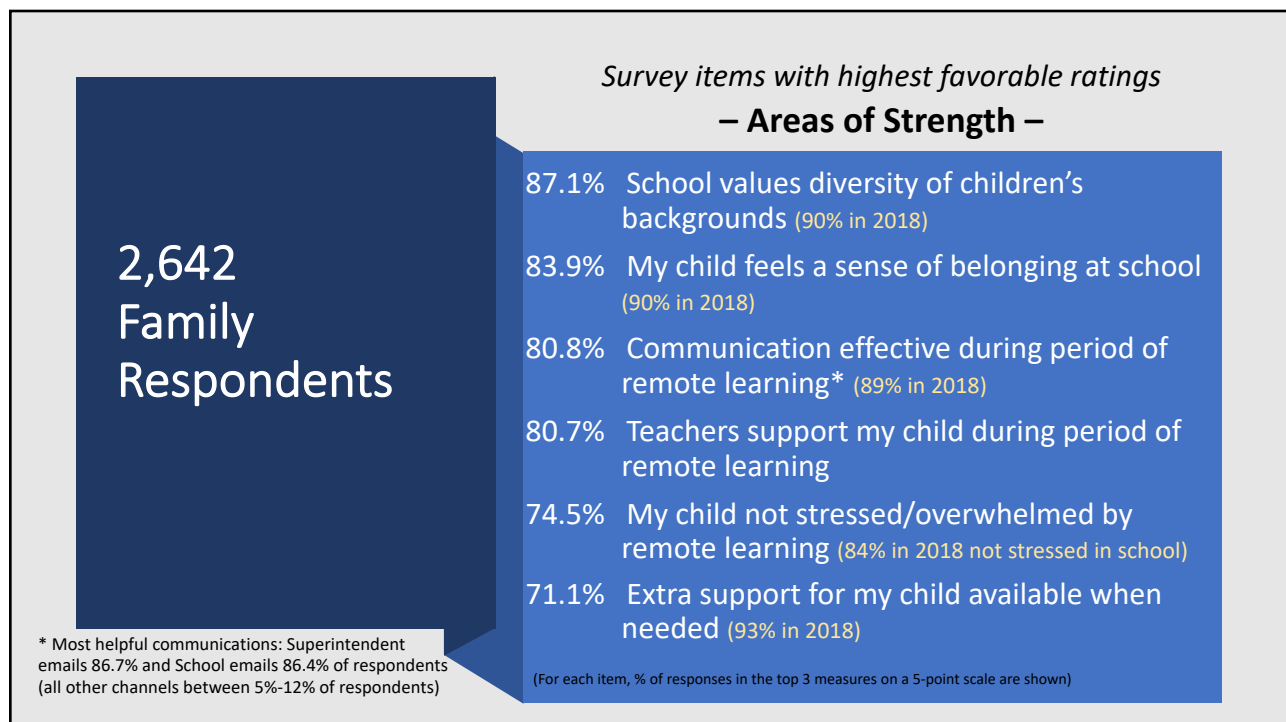 Survey items with highest favorable ratings
– Areas of Strength –
2,642
Family
Respondents
87.1% School values diversity of children’s
backgrounds (90% in 2018)
83.9% My child feels a sense of belonging at school
(90% in 2018)
80.8% Communication effective during period of
remote learning* (89% in 2018)
80.7% Teachers support my child during period of
remote learning
74.5% My child not stressed/overwhelmed by
remote learning (84% in 2018 not stressed in school)
71.1% Extra support for my child available when
needed (93% in 2018)
(For each item, % of responses in the top 3 measures on a 5-point scale are shown)
* Most helpful communications: Superintendent
emails 86.7% and School emails 86.4% of respondents
(all other channels between 5%-12% of respondents)